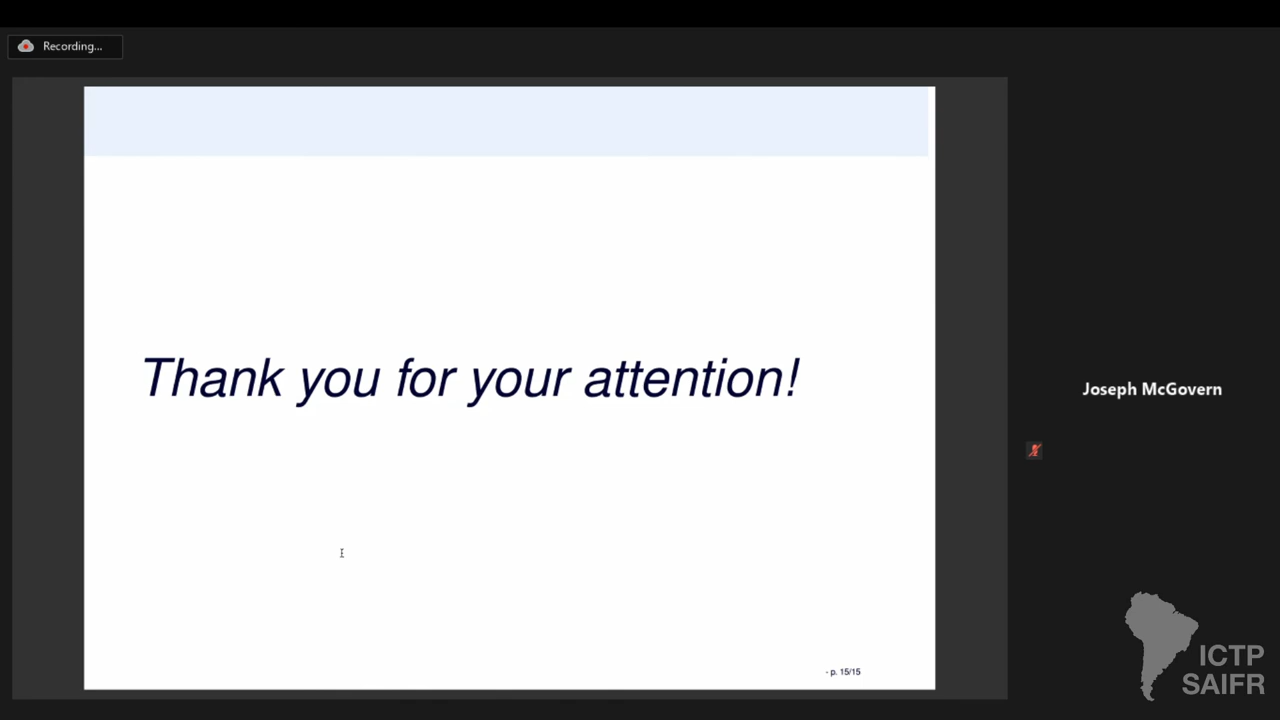 Recording...
Thank you for your attention!
Joseph McGovern
- p. 15/15
ICTP
SAIFR